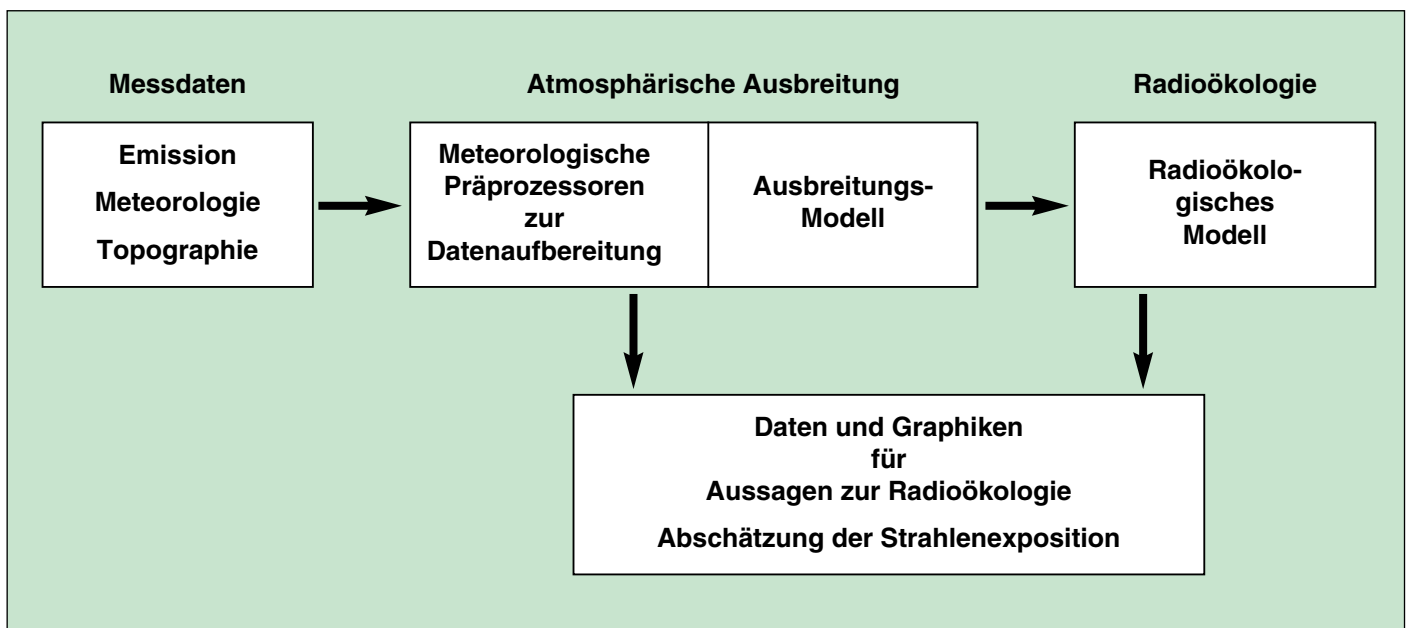 Messdaten
Emission
Meteorologie
Topographie
Atmosphärische Ausbreitung
Meteorologische
Präprozessoren
zur
Datenaufbereitung
Ausbreitungs-
Modell
Radioökologie
Radioökolo-
gisches
Modell
Daten und Graphiken
für
Aussagen zur Radioökologie
Abschätzung der Strahlenexposition